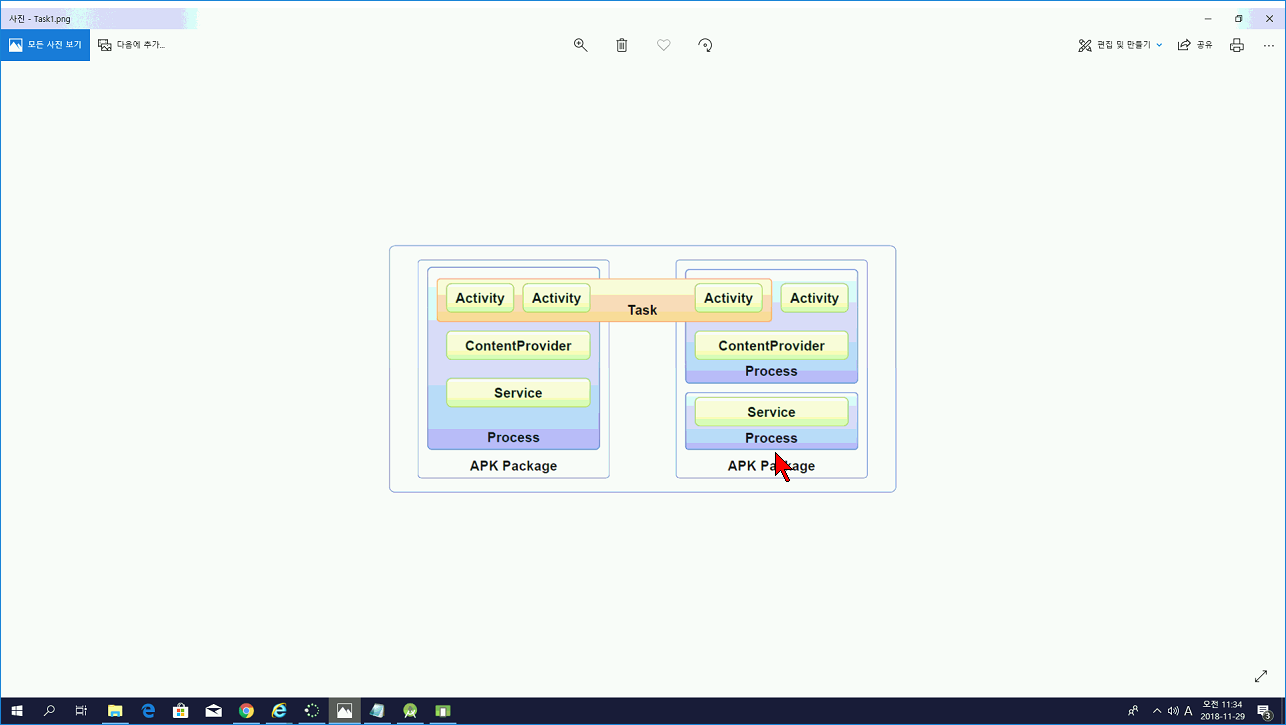 사진 - Task1.png
모든 사진 보기
다음에 추가...
편집 및 만들기
공유
Activity Activity Activity Activity
Task
ContentProvider ContentProvider
Process
Service
Service
Process Process
APK Package APK Package
A
오전 11:34
2018-11-29
3